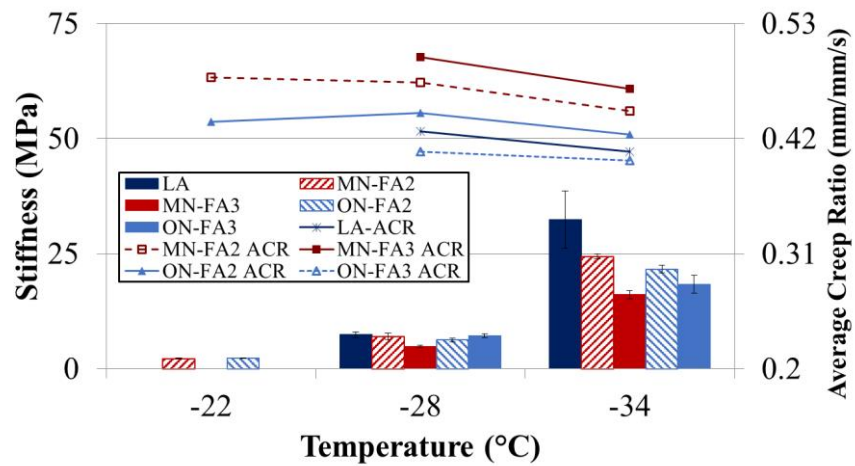 75
50
25
0
Stiffness (MPa)
0.53
0.42
0.31
0.2
Average Creep Ratio (mm/mm/s)
LA
MN-FA2
MN-FA3
ON-FA2
ON-FA3
LA-ACR
MN-FA2 ACR
MN-FA3 ACR
ON-FA2 ACR
ON-FA3 ACR
-22
-28
-34
Temperature (°C)